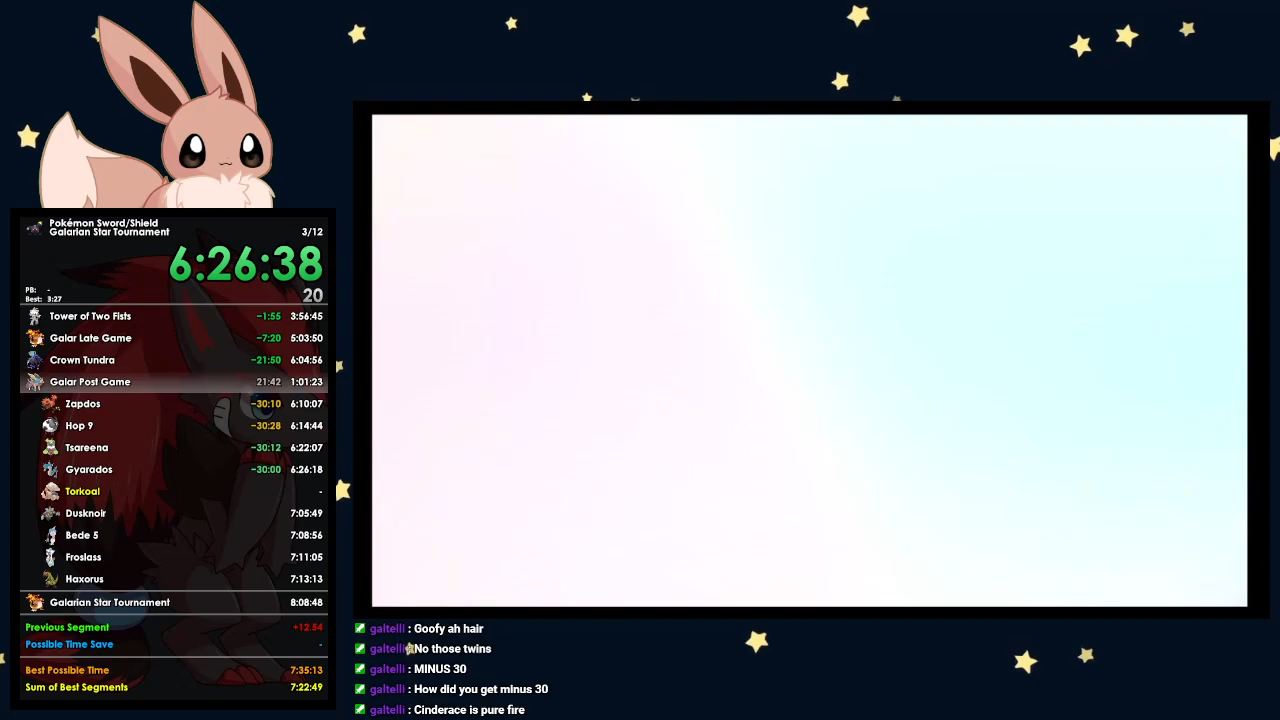 Pokémon Sword/Shield
Galarian Star Tournament 3/12
6:26:38
PB: -
Best: 3:27
20
Tower of Two Fists −1:55 3:56:45
Galar Late Game −7:20 5:03:50
Crown Tundra −21:50 6:04:56
Galar Post Game 21:42 1:01:23
Zapdos −30:10 6:10:07
Hop 9 −30:28 6:14:44
Tsareena −30:12 6:22:07
Gyarados −30:00 6:26:18
Torkoal -
Dusknoir 7:05:49
Bede 5 7:08:56
Froslass 7:11:05
Haxorus 7:13:13
Galarian Star Tournament 8:08:48
Previous Segment +12.54
Possible Time Save -
Best Possible Time 7:35:13
Sum of Best Segments 7:22:49
galtelli : Goofy ah hair
galtelli : No those twins
galtelli : MINUS 30
galtelli : How did you get minus 30
galtelli : Cinderace is pure fire